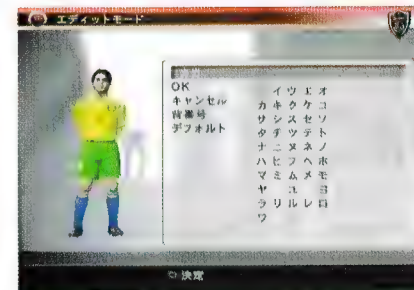 エディットモード
OK
キャンセル
背番号
デフォルト
イ ウ エ オ
カ キ ク ケ コ
サ シ ス セ ソ
タ チ ツ テ ト
ナ ニ ヌ ネ ノ
ハ ヒ フ ヘ ホ
マ ミ ム メ モ
ヤ ユ ヨ
ラ リ ル レ ロ
ワ
決定